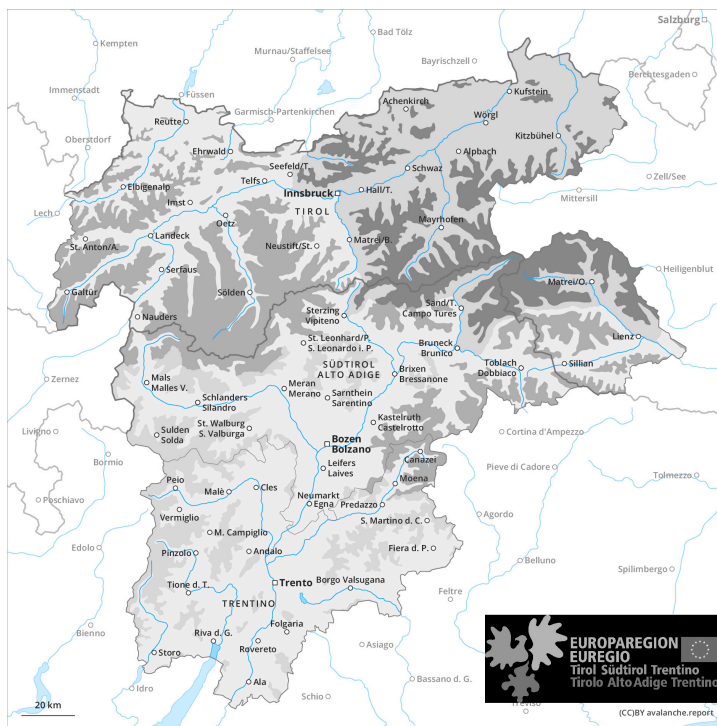 Salzburg
Kempten
Bad Tölz
Murnau/Staffelsee
Bayrischzell
Berchtesgaden
Immenstadt
Füssen
Achenkirch
Kufstein
Garmisch-Partenkirchen
Reutte
Wörgl
Oberstdorf
Kitzbühel
Ehrwald
Alpbach
Seefeld/T.
Schwaz
Zell/See
Telfs
Elbigenalp
Innsbruck
Hall/T.
Mittersill
Imst
TIROL
Lech
Oetz
Mayrhofen
Landeck
Matrei/B.
St. Anton/A.
Neustift/St.
Serfaus
Heiligenblut
Matrei/O.
Galtür
Sölden
Sand/T.
Campo Tures
Nauders
Sterzing
Vipiteno
Lienz
St. Leonhard/P.
S. Leonardo i. P.
Bruneck
Brunico
Toblach
Dobbiaco
Sillian
SÜDTIROL
ALTO ADIGE
Brixen
Bressanone
Zernez
Mals
Malles V.
Meran
Merano
Sarnthein
Sarentino
Schlanders
Silandro
St. Walburg
S. Valburga
Kastelruth
Castelrotto
Livigno
Sulden
Solda
Cortina d'Ampezzo
Bozen
Bolzano
Canazei
Bormio
Leifers
Laives
Pieve di Cadore
Peio
Moena
Tolmezzo
Malè
Cles
Neumarkt
Egna
Predazzo
Poschiavo
Vermiglio
Agordo
S. Martino d. C.
M. Campiglio
Edolo
Pinzolo
Andalo
Fiera d. P.
Belluno
Spilimbergo
Tione d. T.
Trento
Borgo Valsugana
Feltre
TRENTINO
Folgaria
Bienno
Riva d. G.
Rovereto
Asiago
Storo
Bassano d. G.
Ala
Idro
Schio
Treviso
20 km
EUROPAREGION
EUREGIO
Tirol Südtirol Trentino
Tirolo Alto Adige Trentino
(CC)BY avalanche.report